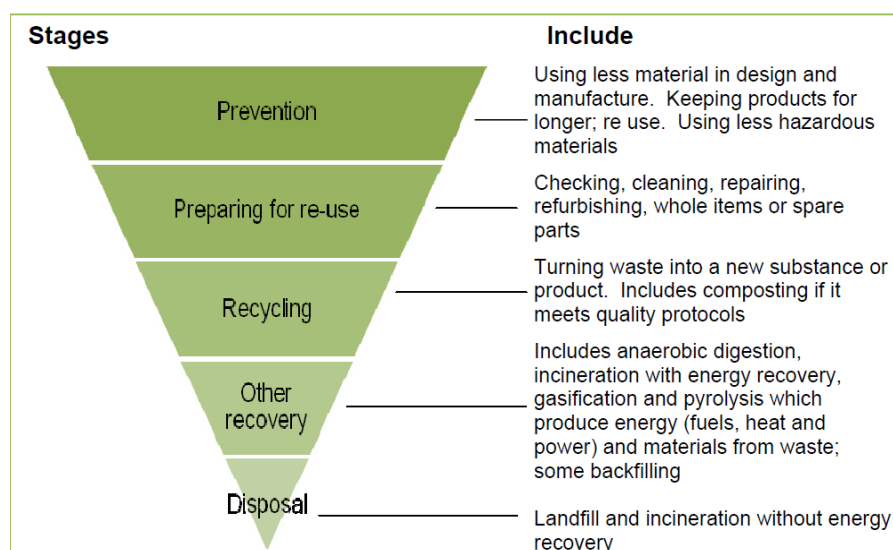 Stages
Include
Prevention
Using less material in design and
manufacture.  Keeping products for
longer; re use.  Using less hazardous
materials
Preparing for re-use
Checking, cleaning, repairing,
refurbishing, whole items or spare
parts
Recycling
Turning waste into a new substance or
product.  Includes composting if it
meets quality protocols
Other
recovery
Includes anaerobic digestion,
incineration with energy recovery,
gasification and pyrolysis which
produce energy (fuels, heat and
power) and materials from waste;
some backfilling
Disposal
Landfill and incineration without energy
recovery